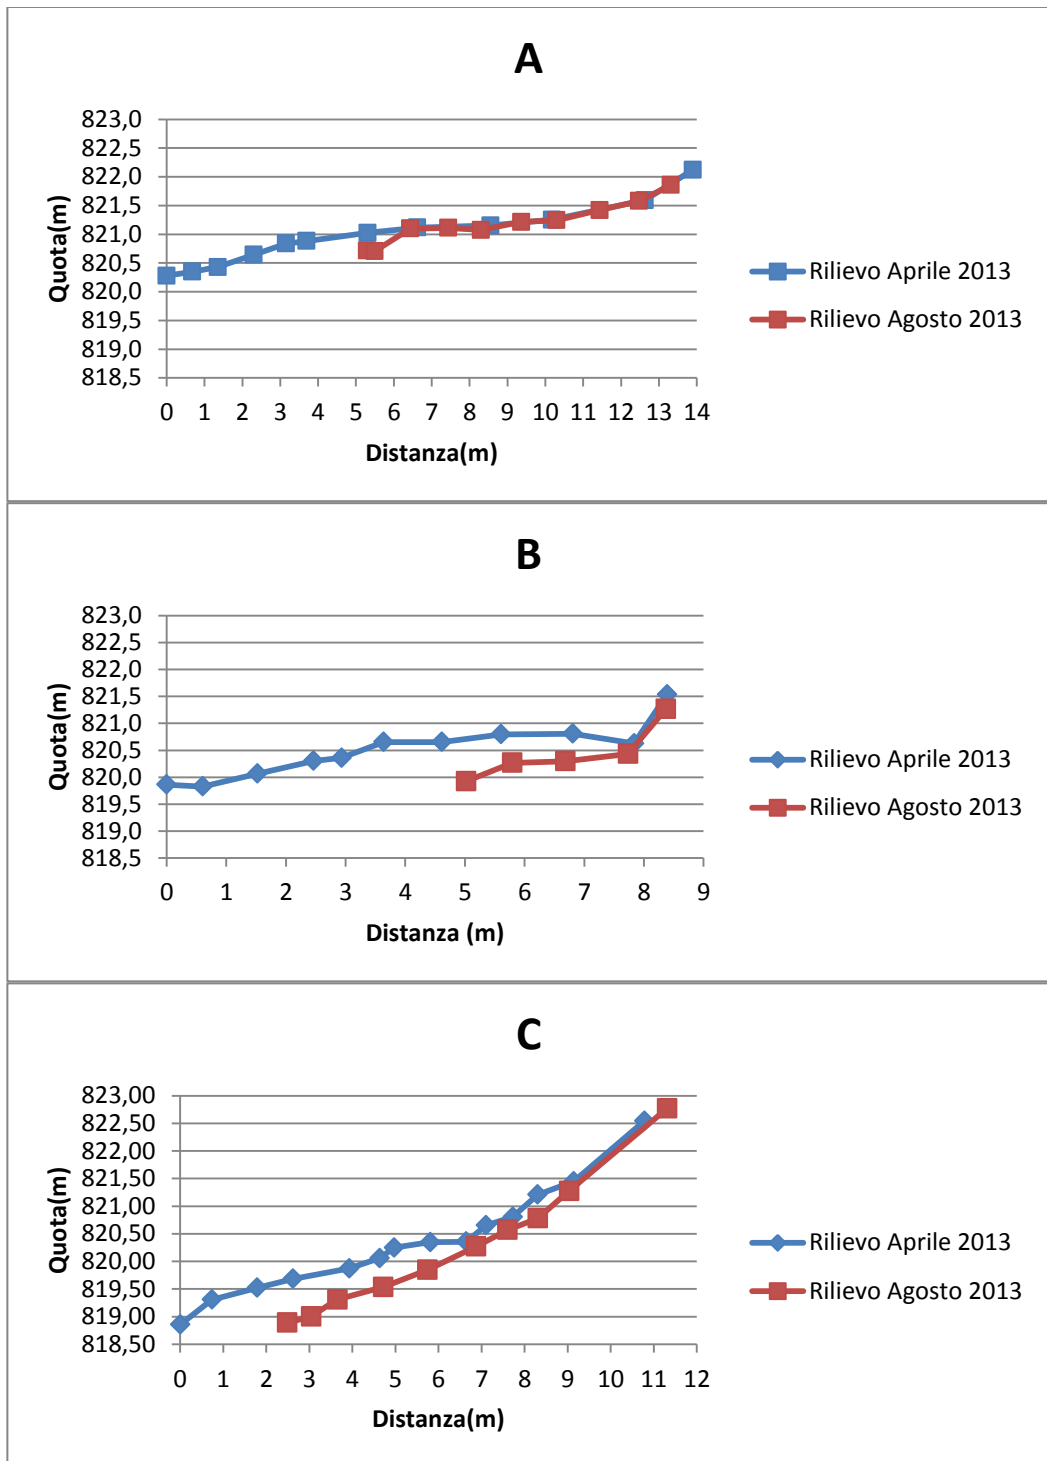 A
823,0
822,5
822,0
821,5
821,0
820,5
820,0
819,5
819,0
818,5
Quota(m)
0 1 2 3 4 5 6 7 8 9 10 11 12 13 14
Distanza(m)
Rilievo Aprile 2013
Rilievo Agosto 2013
B
823,0
822,5
822,0
821,5
821,0
820,5
820,0
819,5
819,0
818,5
Quota(m)
0 1 2 3 4 5 6 7 8 9
Distanza (m)
Rilievo Aprile 2013
Rilievo Agosto 2013
C
823,00
822,50
822,00
821,50
821,00
820,50
820,00
819,50
819,00
818,50
Quota(m)
0 1 2 3 4 5 6 7 8 9 10 11 12
Distanza(m)
Rilievo Aprile 2013
Rilievo Agosto 2013